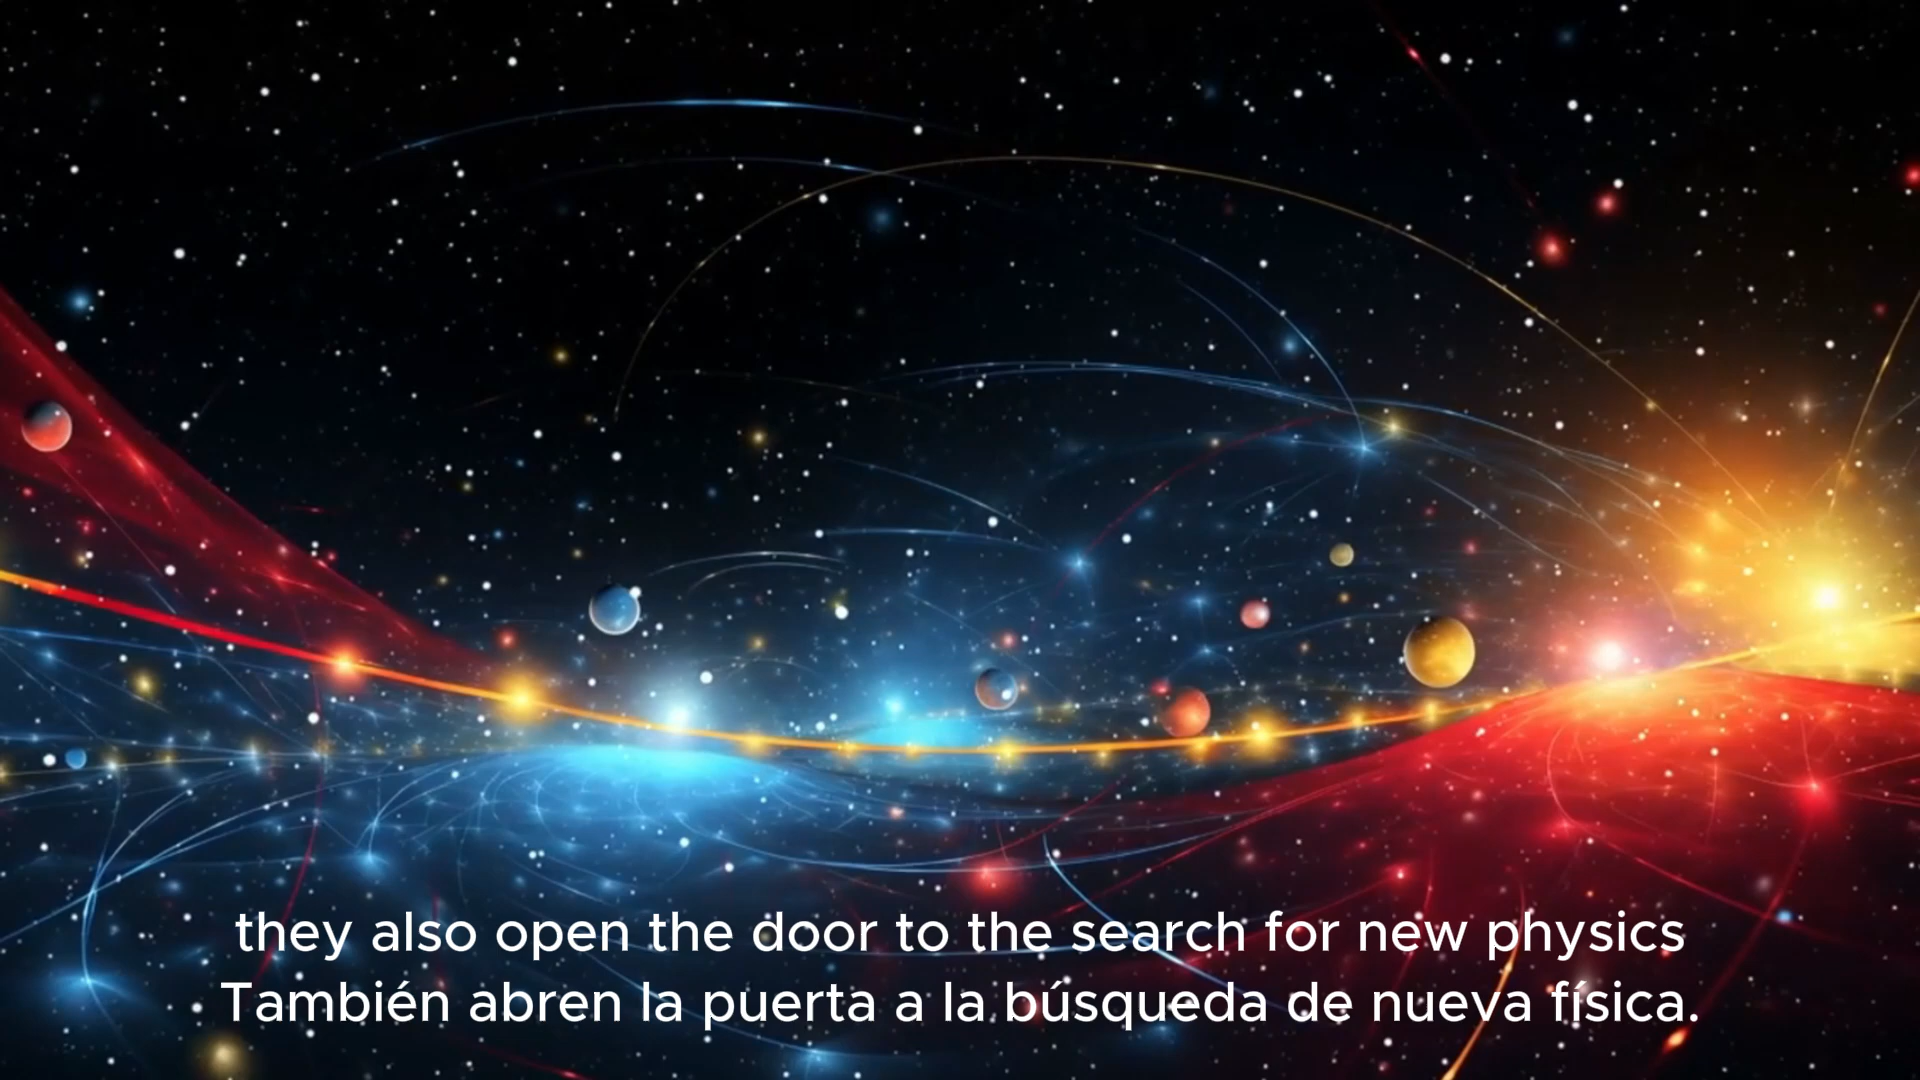 they also open the door to the search for new physics
También abren la puerta a la búsqueda de nueva física.